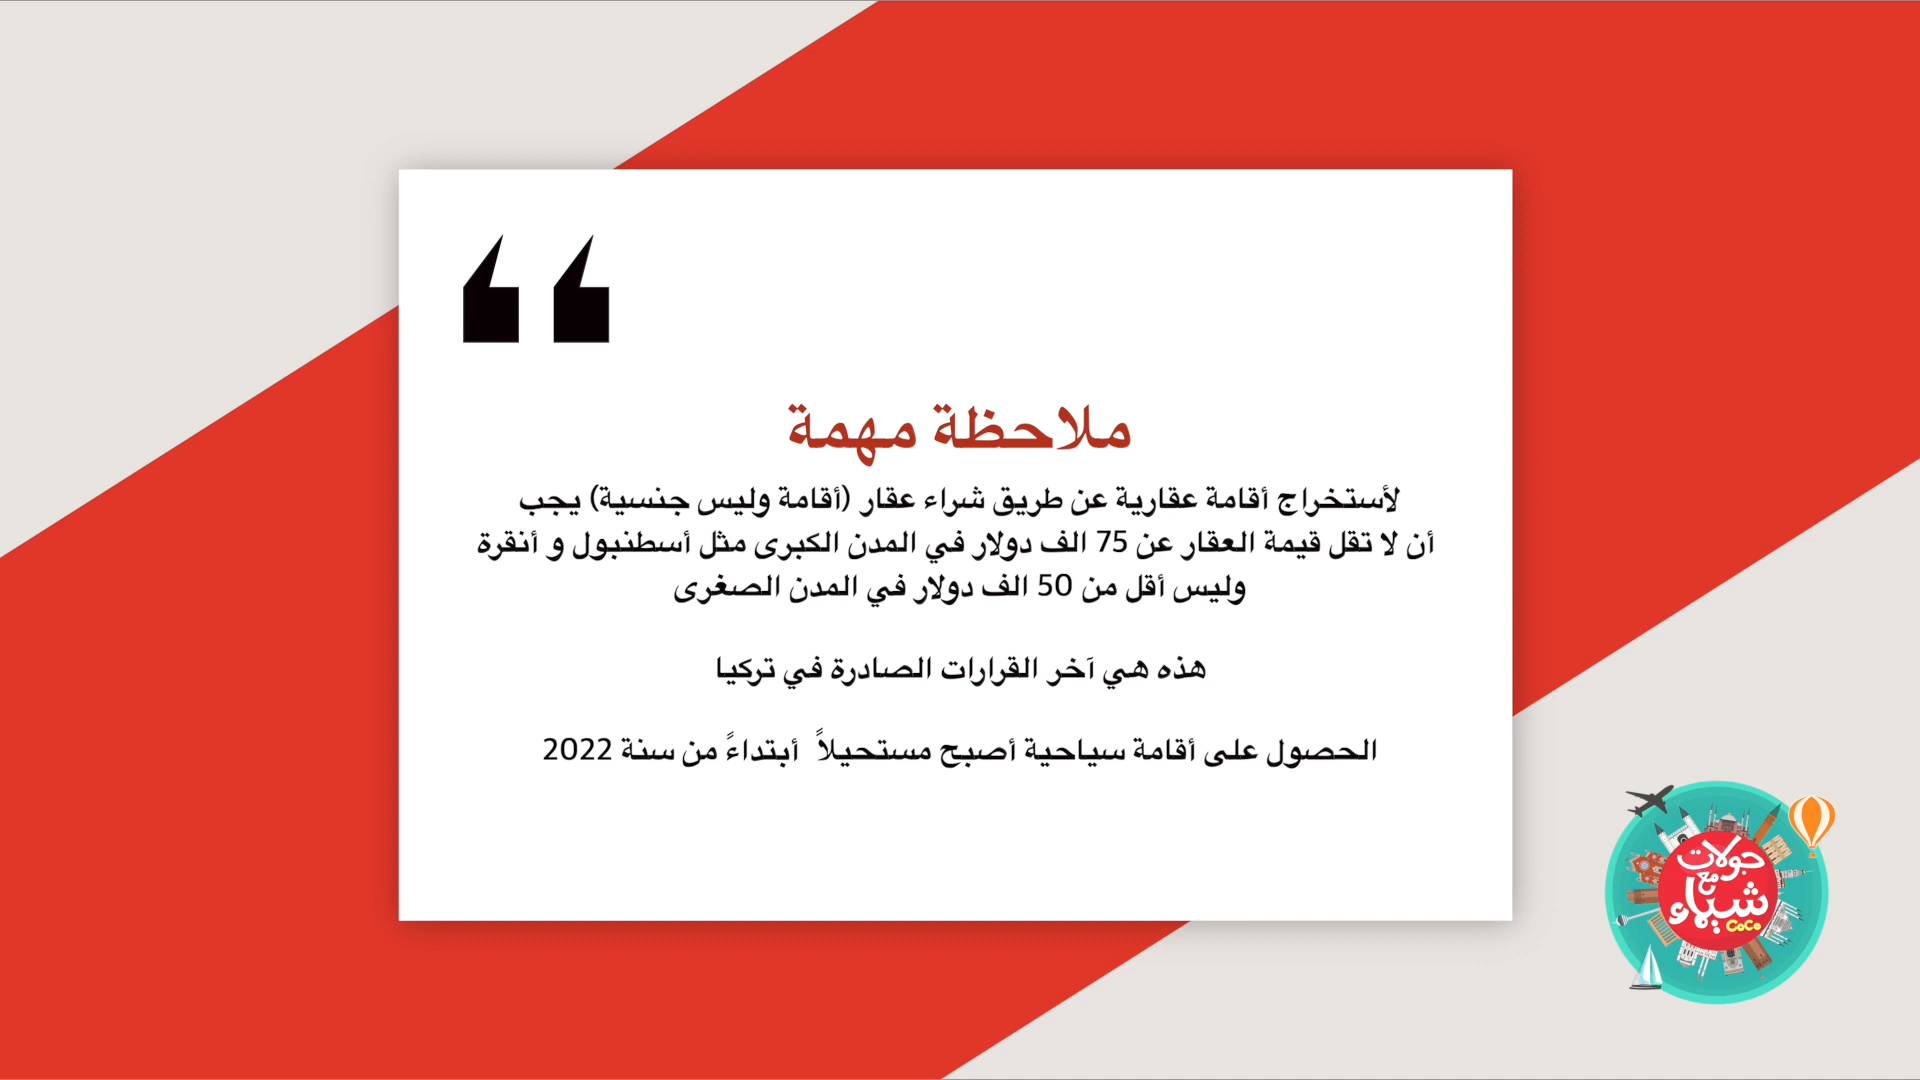 ملاحظة مهمة
لأستخراج أقامة عقارية عن طريق شراء عقار (أقامة وليس جنسية) يجب
أن لا تقل قيمة العقار عن 75 الف دولار في المدن الكبرى مثل أسطنبول و أنقرة
وليس أقل من 50 الف دولار في المدن الصغرى
هذه هي آخر القرارات الصادرة في تركيا
الحصول على أقامة سياحية أصبح مستحيلاً أبتداءً من سنة 2022
جولات
مع
شيماء
CoCo